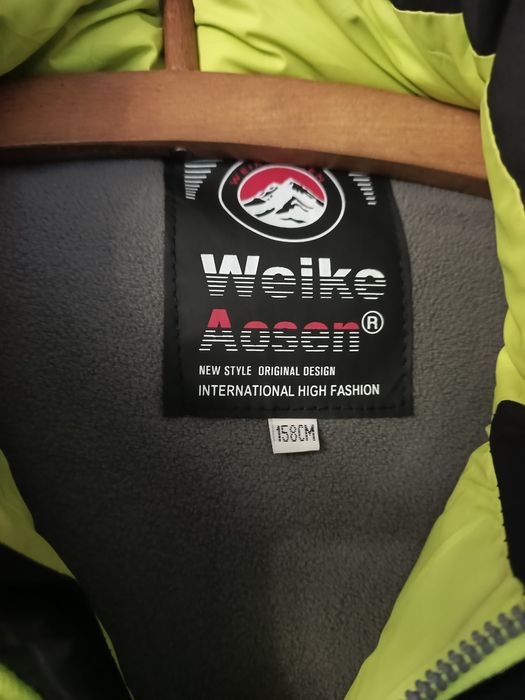 Weike
Aosen®
NEW STYLE ORIGINAL DESIGN
INTERNATIONAL HIGH FASHION
158CM